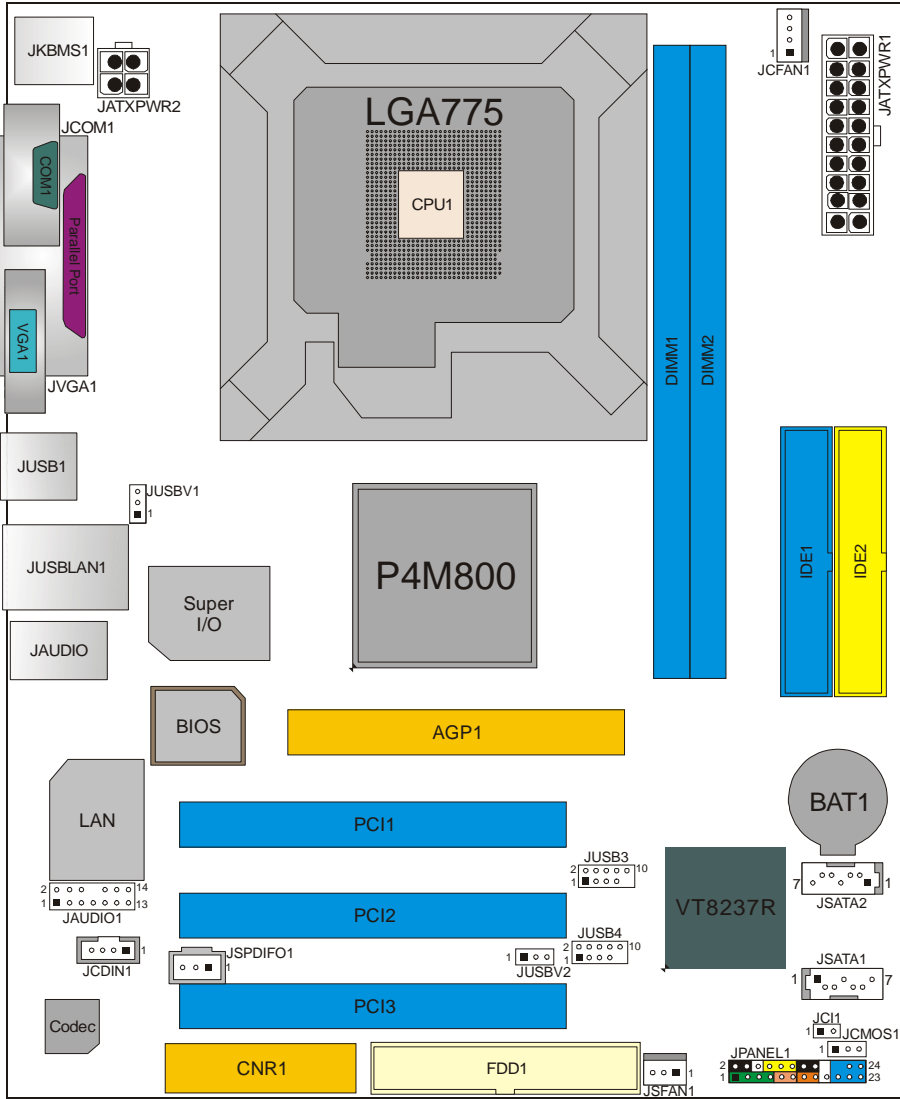 JKBMS1
JATXPWR2
LGA775
CPU1
JCFAN1
1
JATXPWR1
JCOM1
COM1
Parallel Port
VGA1
JVGA1
DIMM1
DIMM2
JUSB1
JUSBV1
1
JUSBLAN1
Super
I/O
P4M800
IDE1
IDE2
JAUDIO
BIOS
AGP1
LAN
PCI1
BAT1
JUSB3
2 10
1
VT8237R
7 1
JSATA2
2 14
1 13
JAUDIO1
PCI2
JCDIN1
1
JSPDIFO1
1
JUSB4
2 10
1
1
JUSBV2
JSATA1
1 7
Codec
PCI3
JCI1
1
JCMOS1
1
CNR1
FDD1
JSFAN1
1
JPANEL1
2 24
1 23